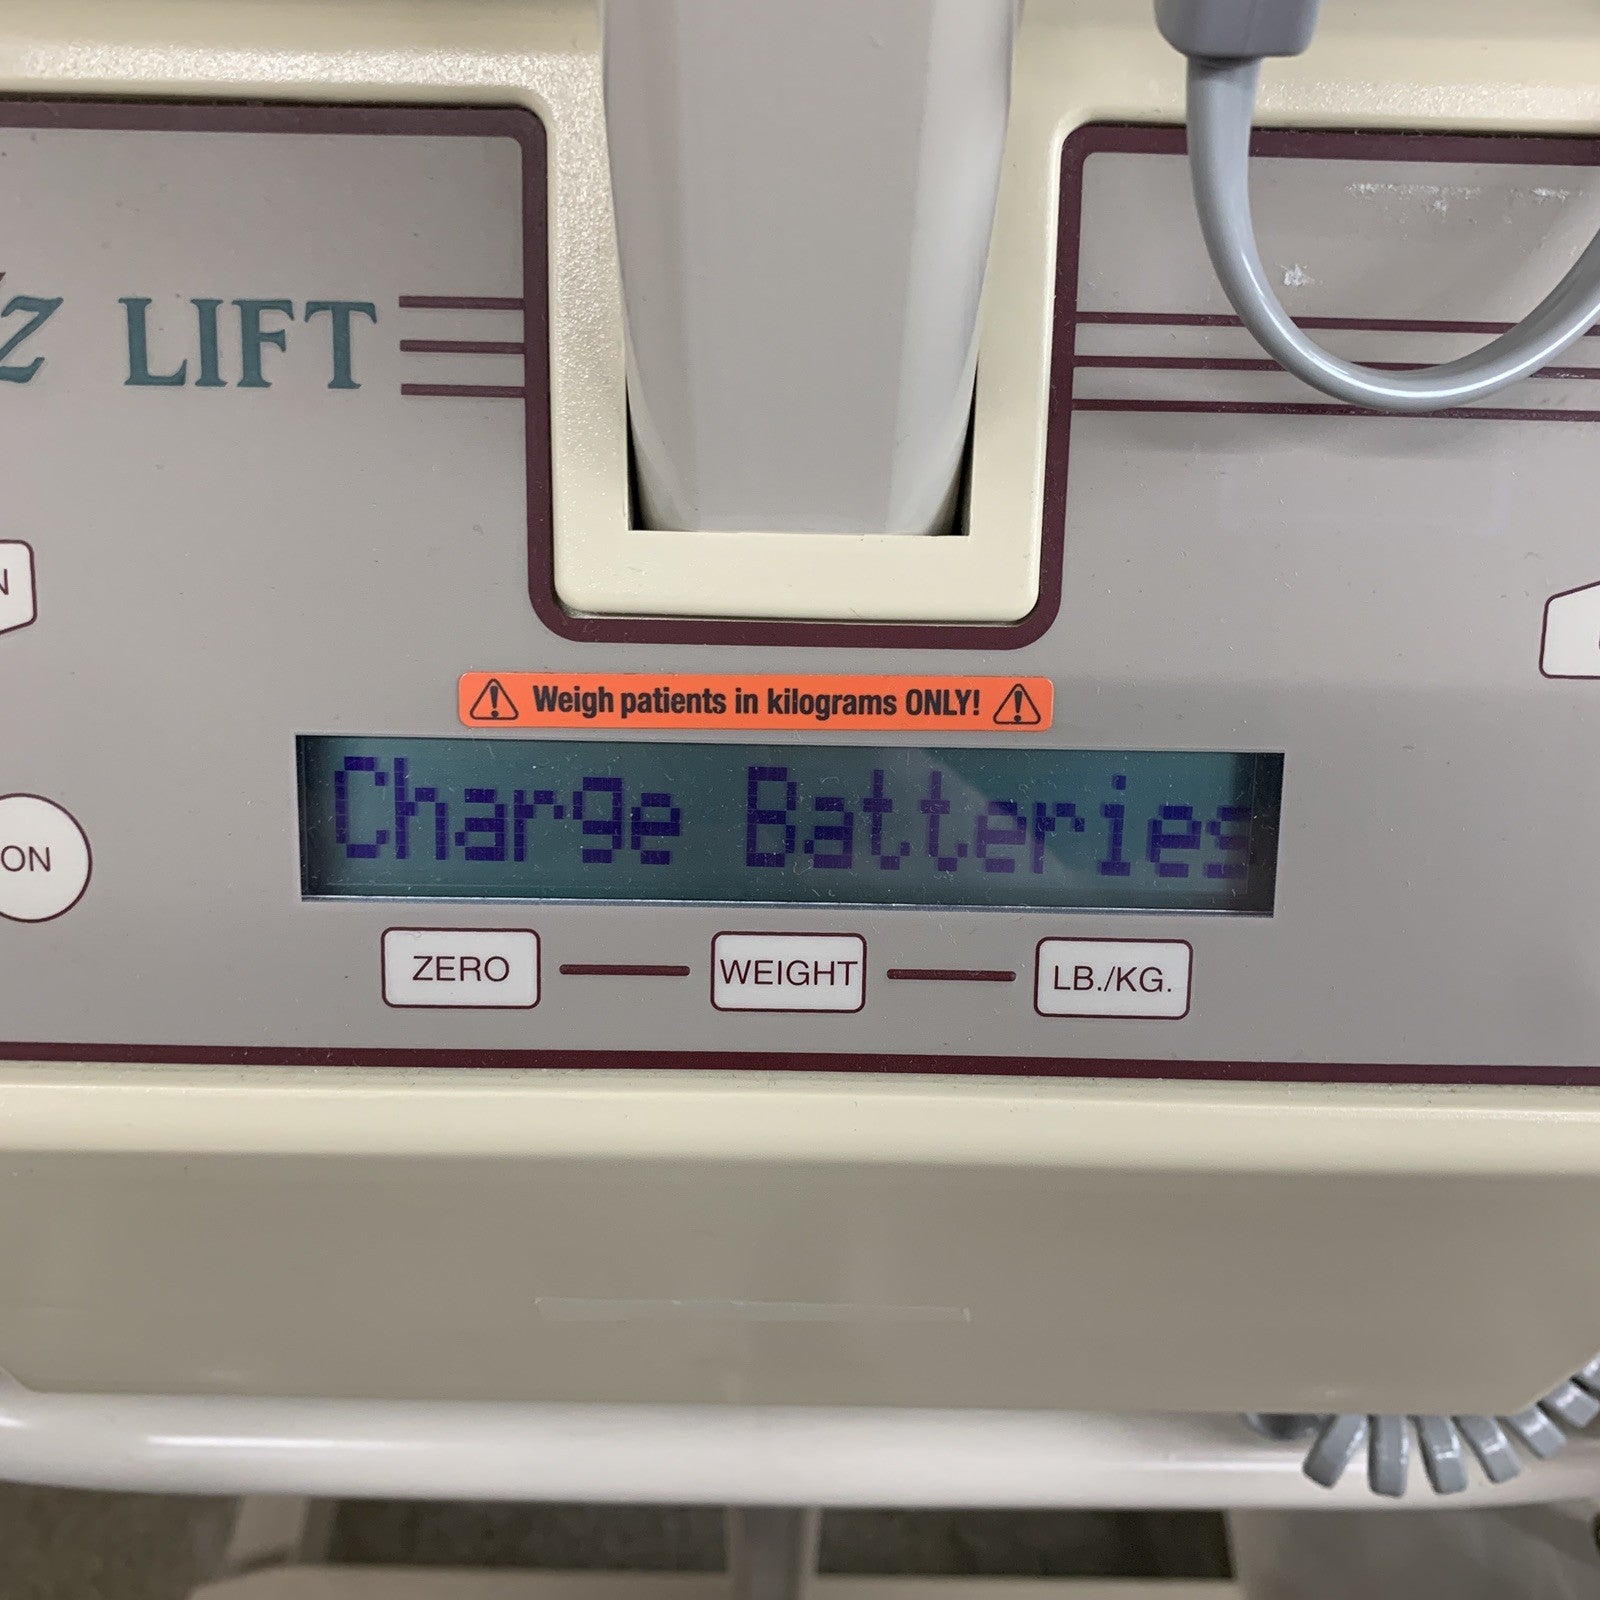 LIFT
Weigh patients in kilograms ONLY!
Charge Batteries
ON
ZERO
WEIGHT
LB./KG.